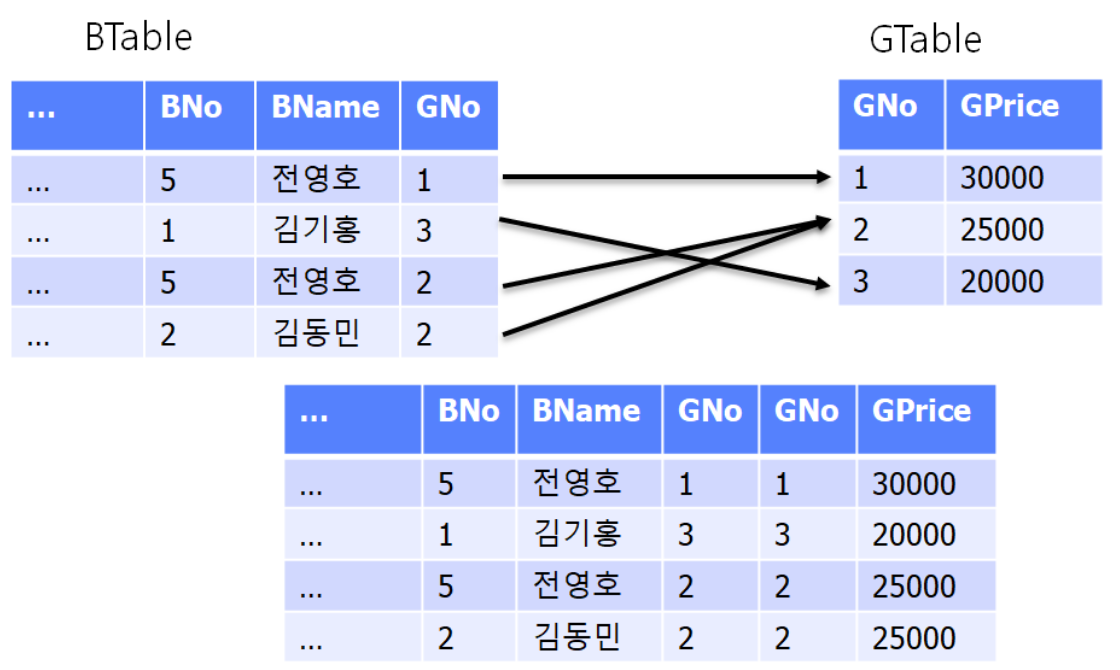 BTable
GTable
... BNo BName GNo
... 5 전영호 1
... 1 김기홍 3
... 5 전영호 2
... 2 김동민 2
GNo GPrice
1 30000
2 25000
3 20000
... BNo BName GNo GNo GPrice
... 5 전영호 1 1 30000
... 1 김기홍 3 3 20000
... 5 전영호 2 2 25000
... 2 김동민 2 2 25000